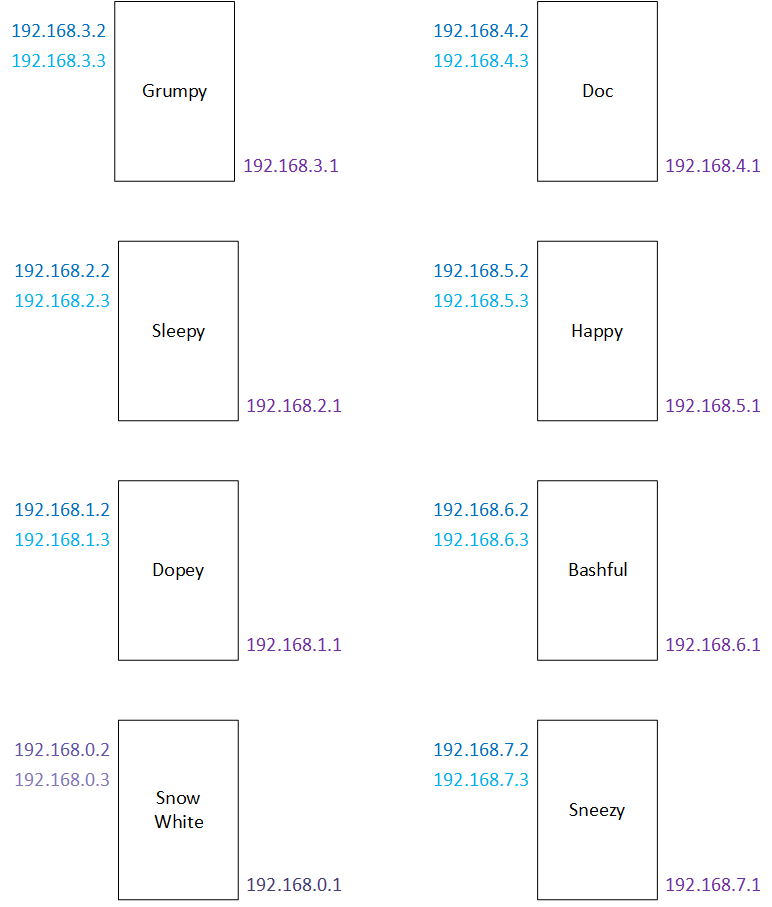 192.168.3.2
192.168.3.3
Grumpy
192.168.3.1
192.168.4.2
192.168.4.3
Doc
192.168.4.1
192.168.2.2
192.168.2.3
Sleepy
192.168.2.1
192.168.5.2
192.168.5.3
Happy
192.168.5.1
192.168.1.2
192.168.1.3
Dopey
192.168.1.1
192.168.6.2
192.168.6.3
Bashful
192.168.6.1
192.168.0.2
192.168.0.3
Snow
White
192.168.0.1
192.168.7.2
192.168.7.3
Sneezy
192.168.7.1